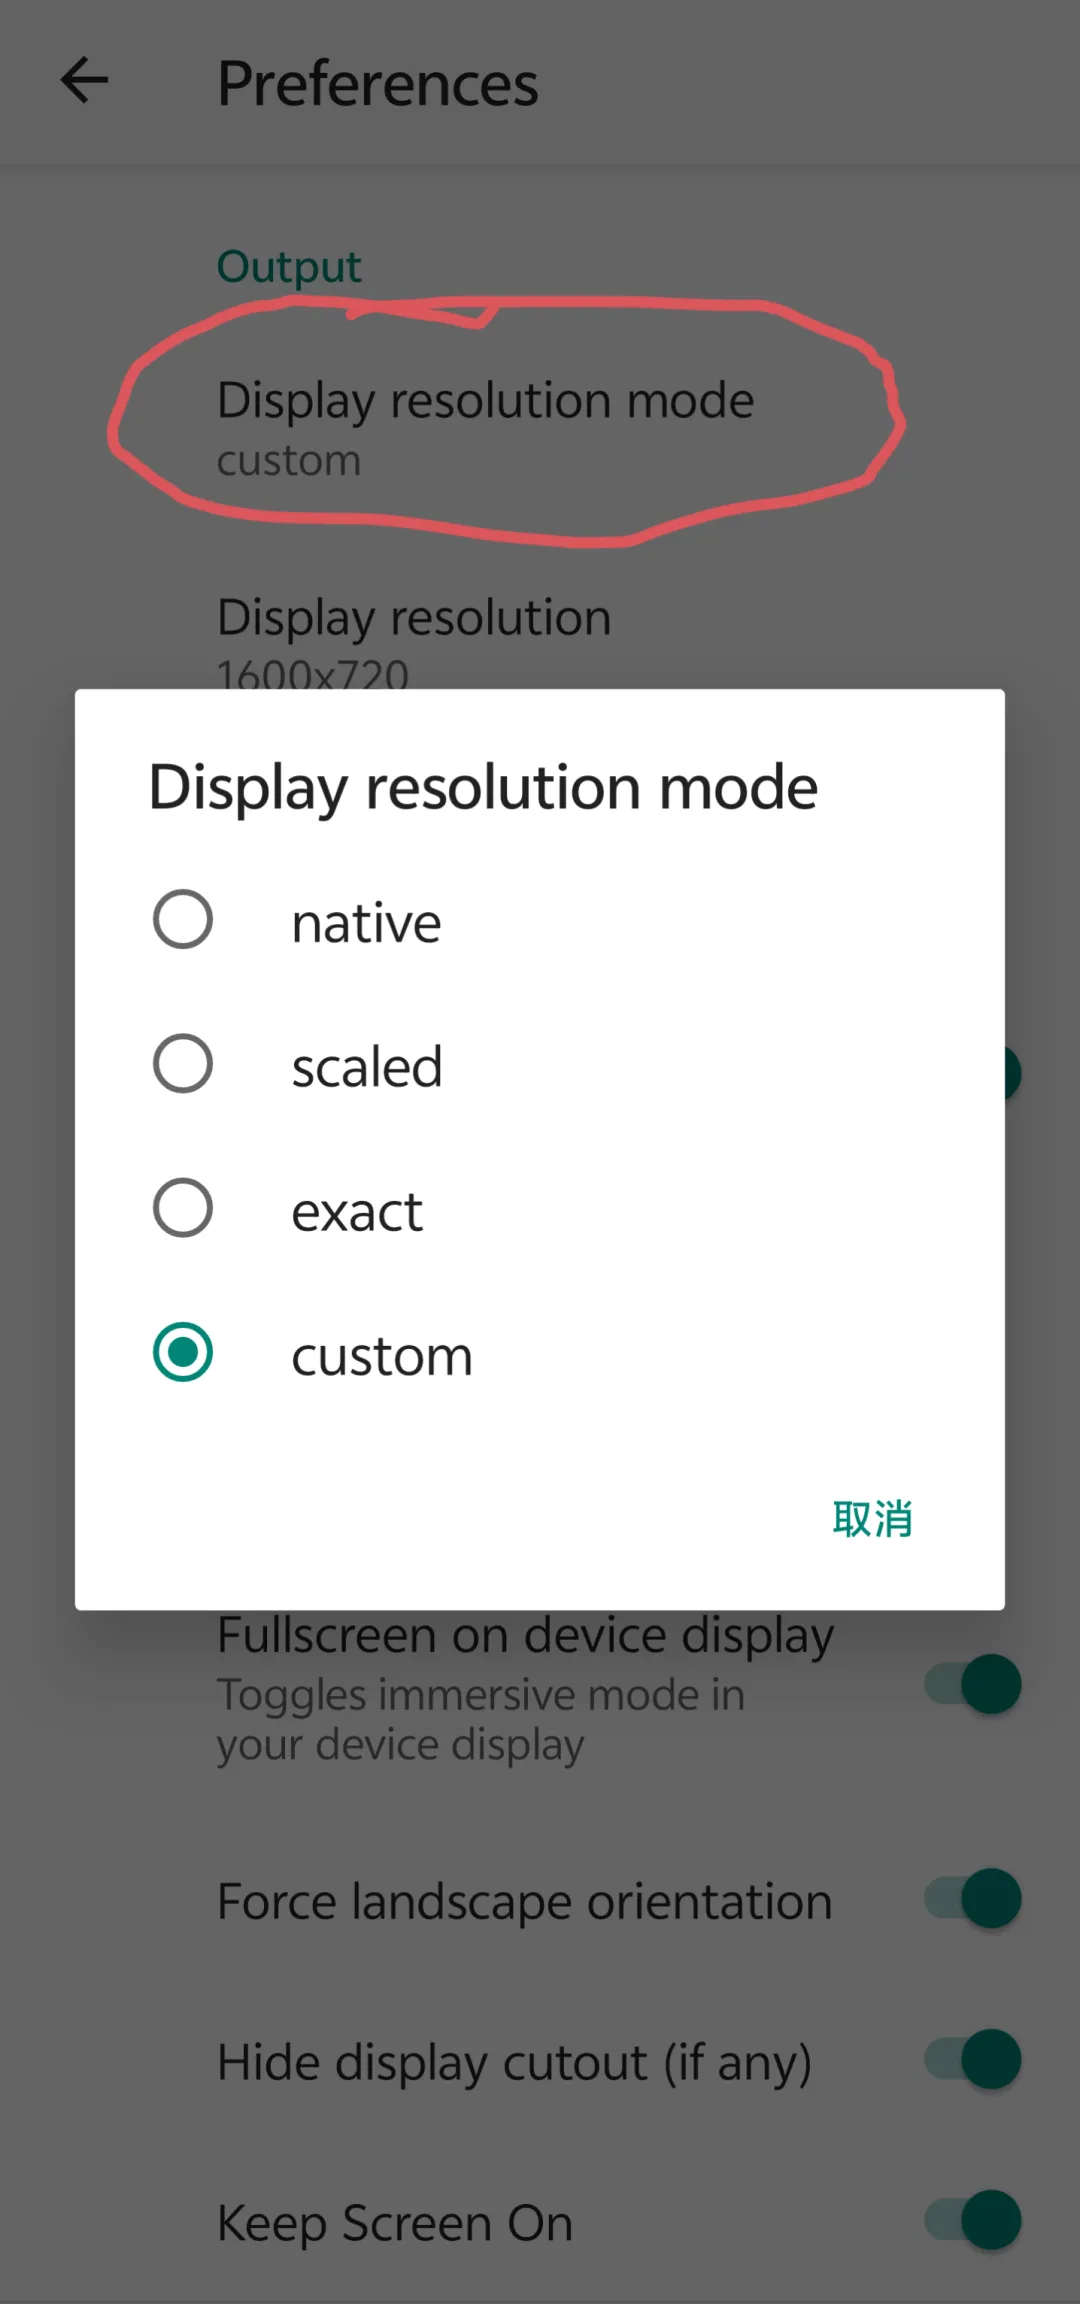 Preferences
Output
Display resolution mode
custom
Display resolution
1600x720
Display resolution mode
native
scaled
exact
custom
取消
Fullscreen on device display
Toggles immersive mode in
your device display
Force landscape orientation
Hide display cutout (if any)
Keep Screen On